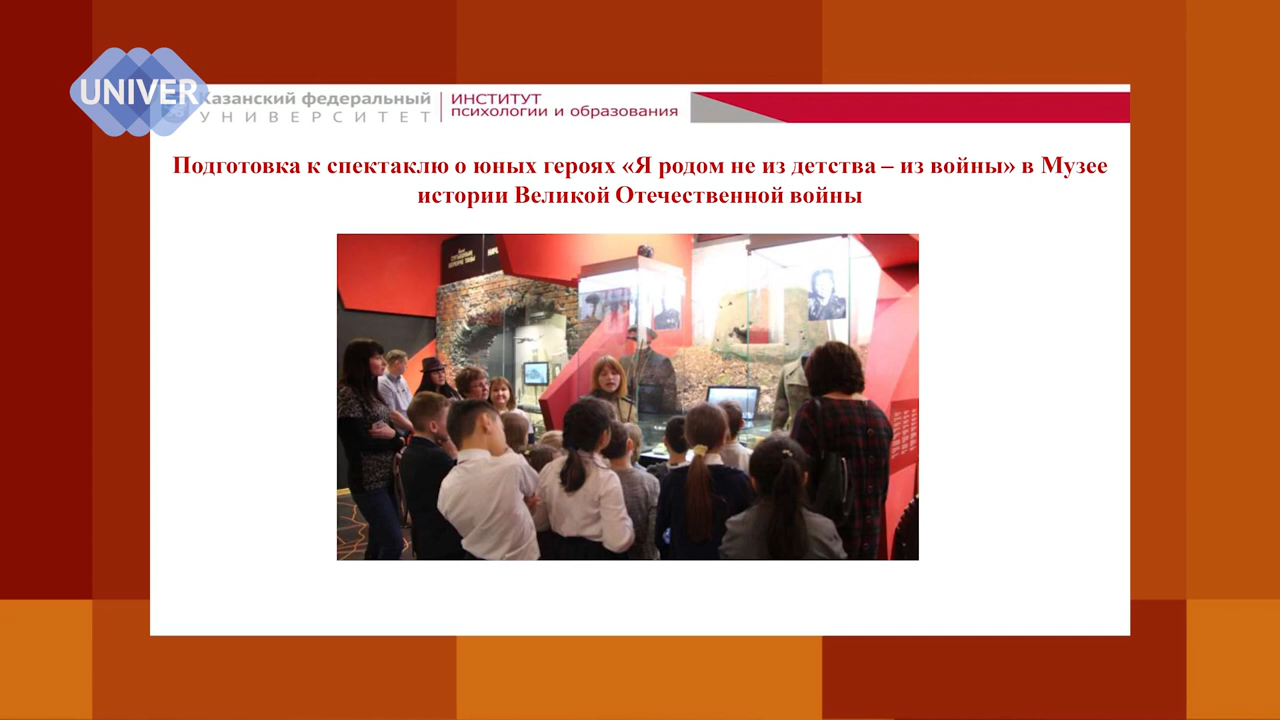 UNIVER
Казанский федеральный
УНИВЕРСИТЕТ
ИНСТИТУТ
психологии и образования
Подготовка к спектаклю о юных героях «Я родом не из детства – из войны» в Музее
истории Великой Отечественной войны